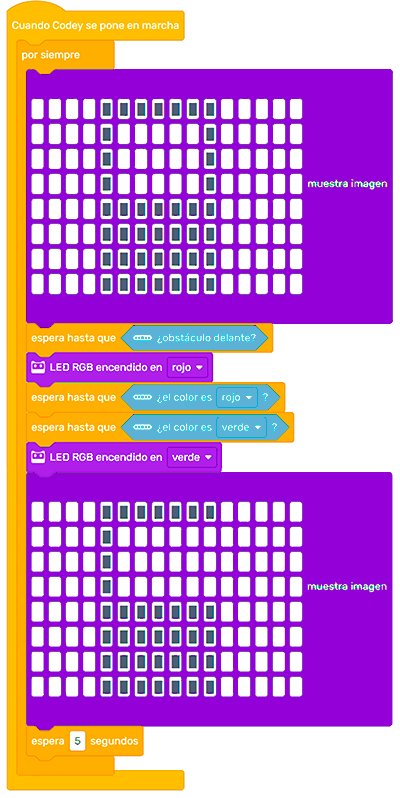 Cuando Codey se pone en marcha
por siempre
muestra imagen
espera hasta que ¿obstáculo delante?
LED RGB encendido en rojo
espera hasta que ¿el color es rojo ?
espera hasta que ¿el color es verde ?
LED RGB encendido en verde
muestra imagen
espera 5 segundos